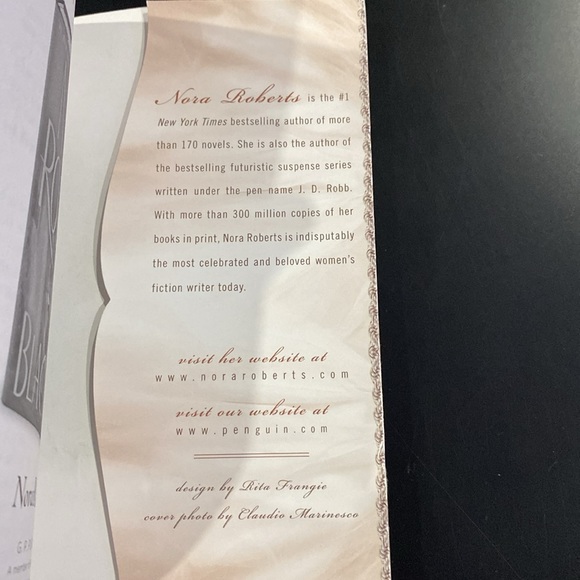 Nora Roberts is the #1
New York Times bestselling author of more
than 170 novels. She is also the author of
the bestselling futuristic suspense series
written under the pen name J. D. Robb.
With more than 300 million copies of her
books in print, Nora Roberts is indisputably
the most celebrated and beloved women's
fiction writer today.
visit her website at
www.noraroberts.com
visit our website at
www.penguin.com
design by Rita Frangie
cover photo by Claudio Marinesco